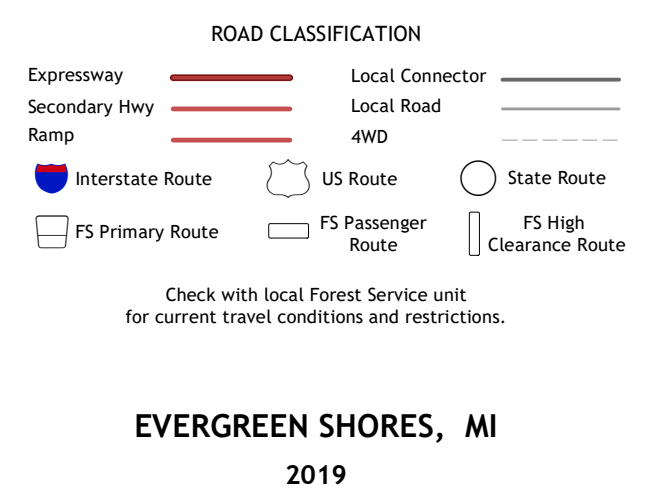 ROAD CLASSIFICATION
Expressway
Local Connector
Secondary Hwy
Local Road
Ramp
4WD
Interstate Route
US Route
State Route
FS Primary Route
FS Passenger
Route
FS High
Clearance Route
Check with local Forest Service unit
for current travel conditions and restrictions.
EVERGREEN SHORES, MI
2019